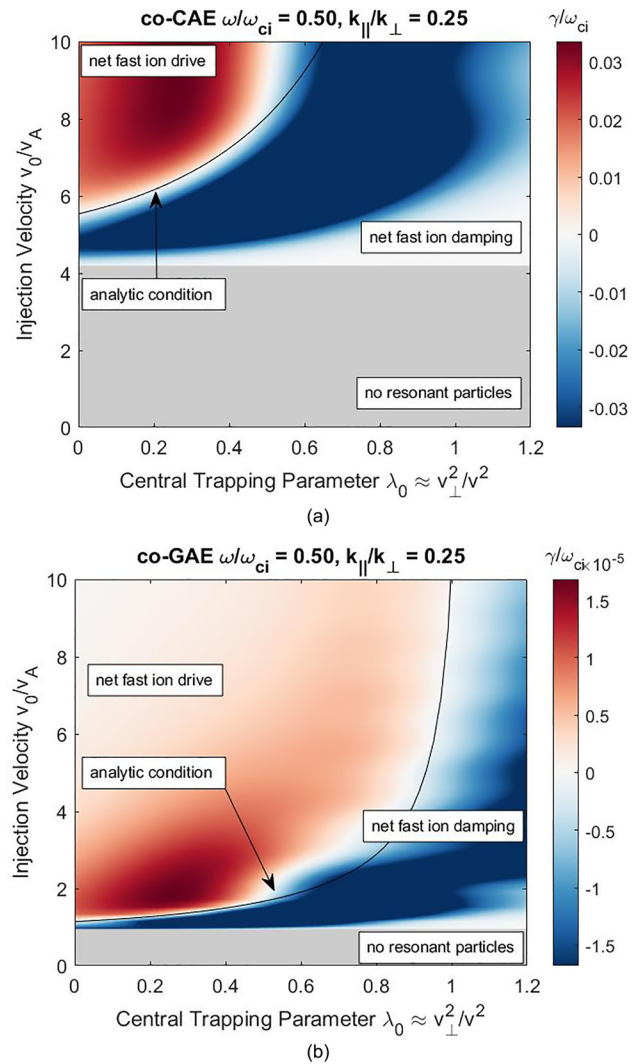 co-CAE ω/ω_ci = 0.50, k_||/k_⊥ = 0.25
γ/ω_ci
Injection Velocity v_0/v_A
10
8
6
4
2
0
net fast ion drive
net fast ion damping
analytic condition
no resonant particles
0 0.2 0.4 0.6 0.8 1 1.2
Central Trapping Parameter λ_0 ≈ v_⊥^2/v^2
0.03
0.02
0.01
0
-0.01
-0.02
-0.03
(a)
co-GAE ω/ω_ci = 0.50, k_||/k_⊥ = 0.25
γ/ω_ci × 10^-5
Injection Velocity v_0/v_A
10
8
6
4
2
0
net fast ion drive
analytic condition
net fast ion damping
no resonant particles
0 0.2 0.4 0.6 0.8 1 1.2
Central Trapping Parameter λ_0 ≈ v_⊥^2/v^2
1.5
1
0.5
0
-0.5
-1
-1.5
(b)